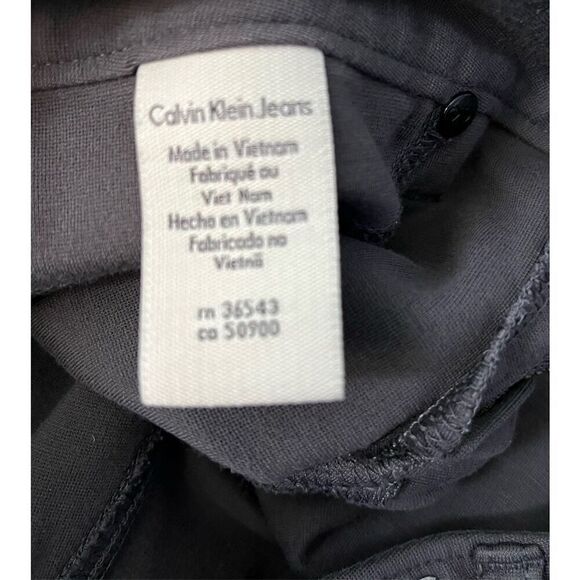 Calvin Klein Jeans
Made in Vietnam
Fabriqué au
Viet Nam
Hecho en Vietnam
Fabricado no
Vietnã
rn 36543
ca 50900